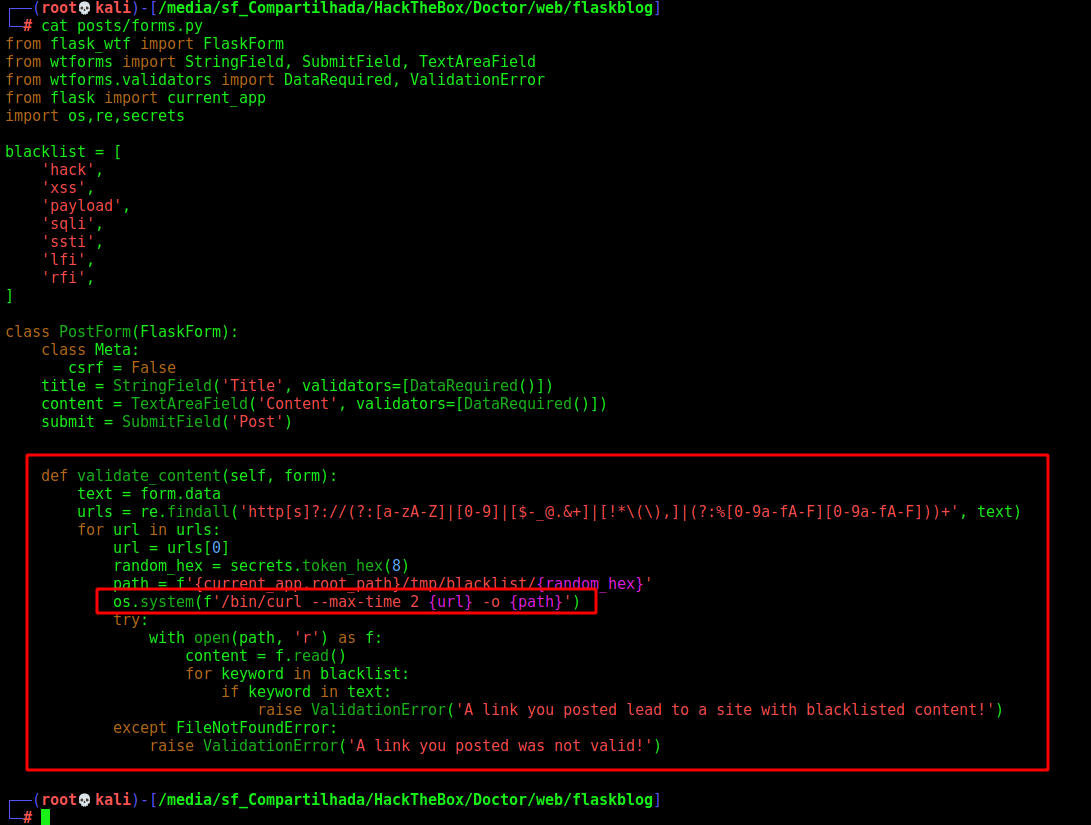 ┌──(root💀kali)-[/media/sf_Compartilhada/HackTheBox/Doctor/web/flaskblog]
└─# cat posts/forms.py
from flask_wtf import FlaskForm
from wtforms import StringField, SubmitField, TextAreaField
from wtforms.validators import DataRequired, ValidationError
from flask import current_app
import os,re,secrets

blacklist = [
    'hack',
    'xss',
    'payload',
    'sqli',
    'ssti',
    'lfi',
    'rfi',
]

class PostForm(FlaskForm):
    class Meta:
       csrf = False
    title = StringField('Title', validators=[DataRequired()])
    content = TextAreaField('Content', validators=[DataRequired()])
    submit = SubmitField('Post')


    def validate_content(self, form):
        text = form.data
        urls = re.findall('http[s]?://(?:[a-zA-Z]|[0-9]|[$-_@.&+]|[!*\(\),]|(?:%[0-9a-fA-F][0-9a-fA-F]))+', text)
        for url in urls:
            url = urls[0]
            random_hex = secrets.token_hex(8)
            path = f'{current_app.root_path}/tmp/blacklist/{random_hex}'
            os.system(f'/bin/curl --max-time 2 {url} -o {path}')
            try:
                with open(path, 'r') as f:
                    content = f.read()
                    for keyword in blacklist:
                        if keyword in text:
                            raise ValidationError('A link you posted lead to a site with blacklisted content!')
            except FileNotFoundError:
                raise ValidationError('A link you posted was not valid!')


┌──(root💀kali)-[/media/sf_Compartilhada/HackTheBox/Doctor/web/flaskblog]
└─#